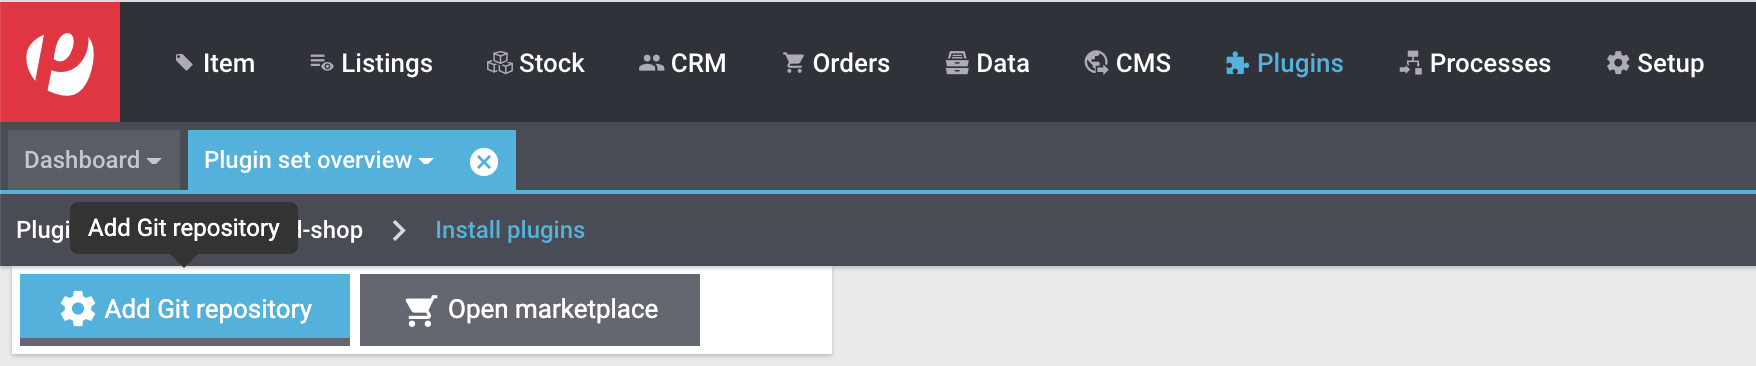 Item Listings Stock CRM Orders Data CMS Plugins Processes Setup
Dashboard Plugin set overview
Add Git repository
-shop Install plugins
Add Git repository Open marketplace